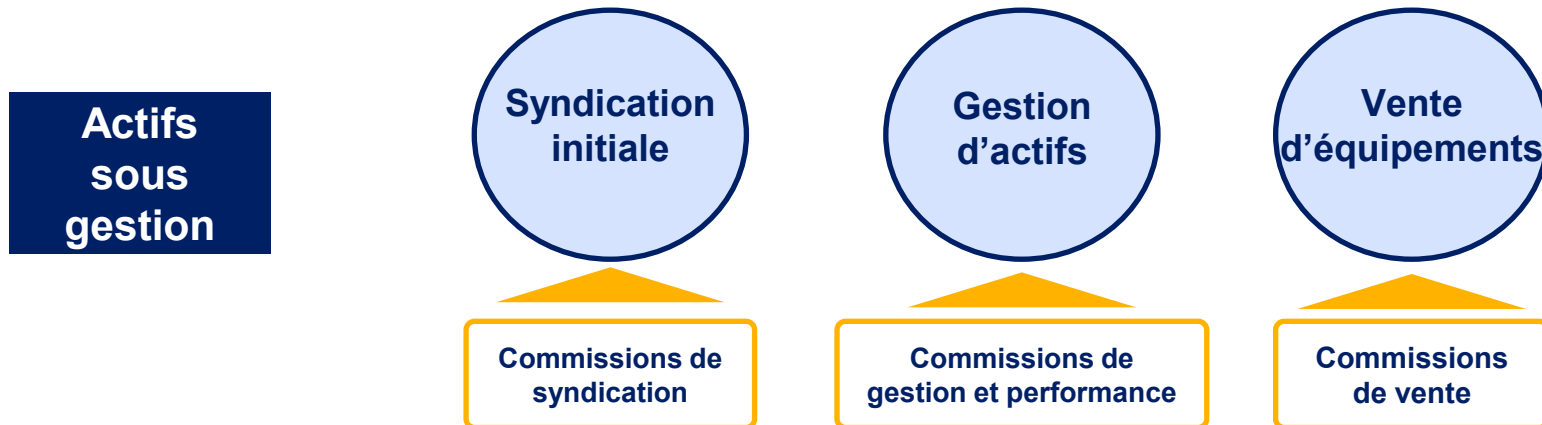 Actifs
sous
gestion
Syndication
initiale
Gestion
d’actifs
Vente
d’équipements
Commissions de
syndication
Commissions de
gestion et performance
Commissions
de vente